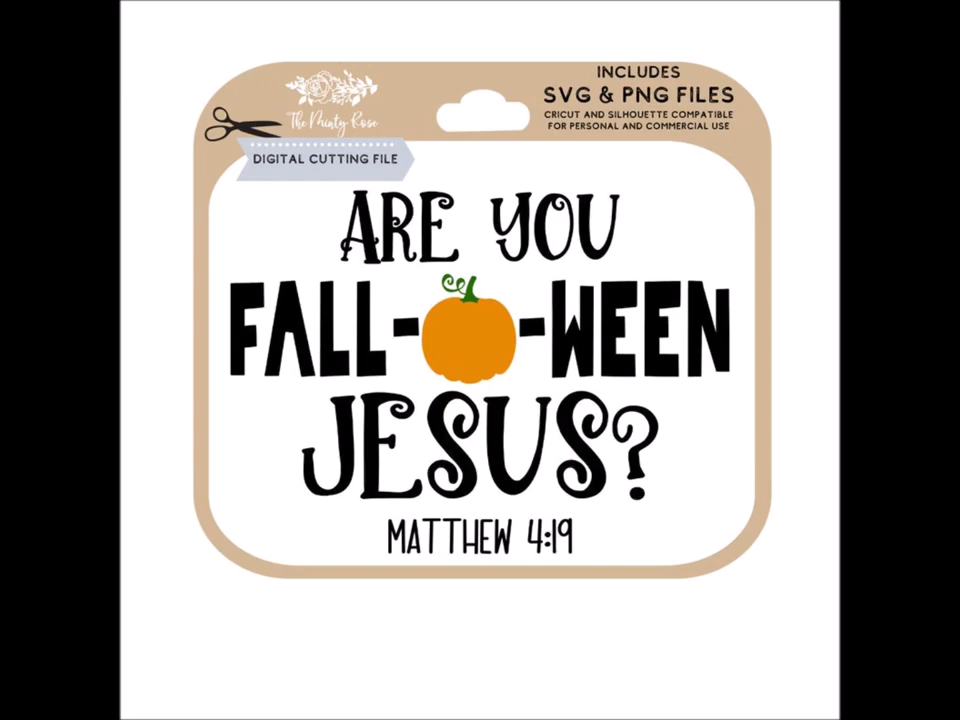 The Painty Rose
DIGITAL CUTTING FILE
INCLUDES
SVG & PNG FILES
CRICUT AND SILHOUETTE COMPATIBLE
FOR PERSONAL AND COMMERCIAL USE
ARE YOU
FALL-O-WEEN
JESUS?
MATTHEW 4:19